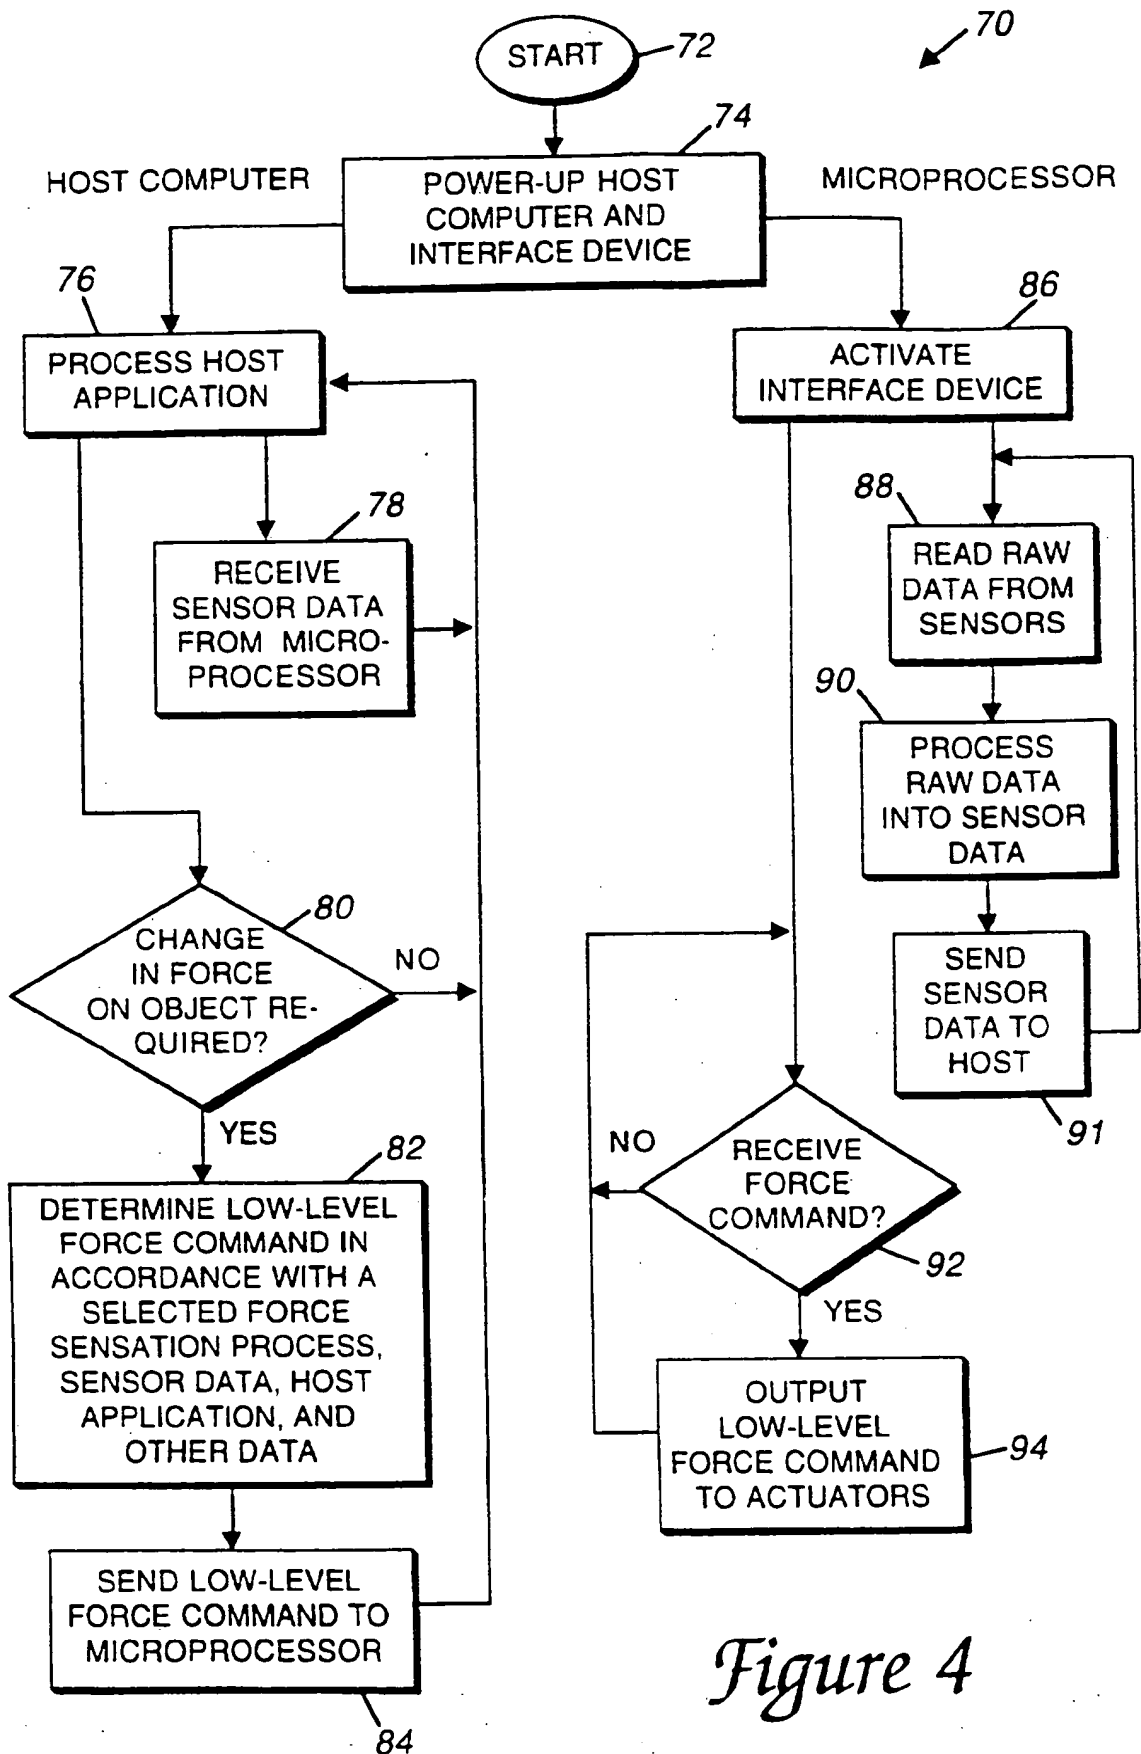 70
START
72
74
HOST COMPUTER
MICROPROCESSOR
POWER-UP HOST
COMPUTER AND
INTERFACE DEVICE
76
PROCESS HOST
APPLICATION
78
RECEIVE
SENSOR DATA
FROM MICRO-
PROCESSOR
80
CHANGE
IN FORCE
ON OBJECT RE-
QUIRED?
NO
YES
82
DETERMINE LOW-LEVEL
FORCE COMMAND IN
ACCORDANCE WITH A
SELECTED FORCE
SENSATION PROCESS,
SENSOR DATA, HOST
APPLICATION, AND
OTHER DATA
SEND LOW-LEVEL
FORCE COMMAND TO
MICROPROCESSOR
84
86
ACTIVATE
INTERFACE DEVICE
88
READ RAW
DATA FROM
SENSORS
90
PROCESS
RAW DATA
INTO SENSOR
DATA
SEND
SENSOR
DATA TO
HOST
91
NO
RECEIVE
FORCE
COMMAND?
92
YES
OUTPUT
LOW-LEVEL
FORCE COMMAND
TO ACTUATORS
94
Figure 4